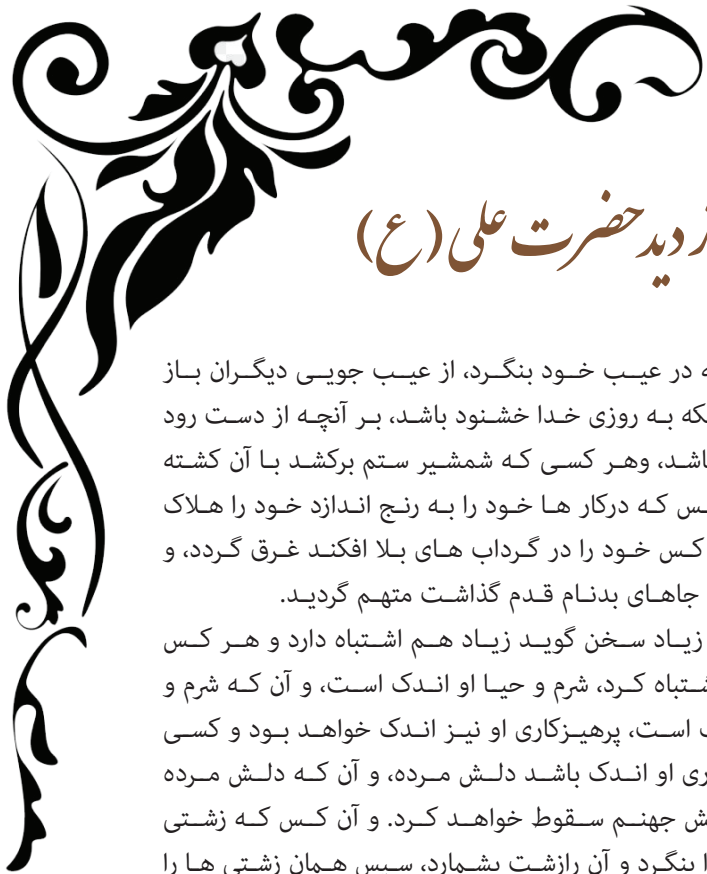 دید حضرت علی (ع)
در عیب خود بنگرد، از عیب جویی دیگران باز
به روزی خدا خشنود باشد، بر آنچه از دست رود
وهر کسی که شمشیر ستم برکشد با آن کشته
که درکار ها خود را به رنج اندازد خود را هلاک
کس خود را در گرداب های بلا افکند غرق گردد، و
جاهای بدنام قدم گذاشت متهم گردید.
زیاد سخن گوید زیاد هم اشتباه دارد و هر کس
کرد، شرم و حیا او اندک است، و آن که شرم و
است، پرهیزکاری او نیز اندک خواهد بود و کسی
او اندک باشد دلش مرده، و آن که دلش مرده
جهنم سقوط خواهد کرد. و آن کس که زشتی
بنگرد و آن رازشت بشمارد، سپس همان زشتی ها را